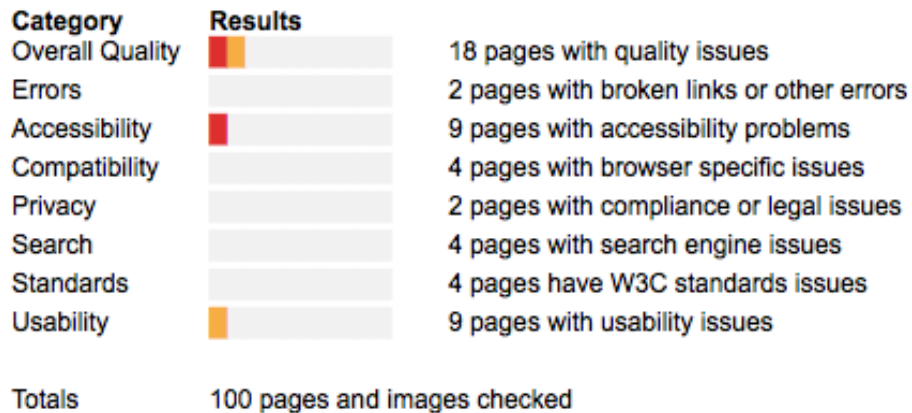 Category Results
Overall Quality 18 pages with quality issues
Errors 2 pages with broken links or other errors
Accessibility 9 pages with accessibility problems
Compatibility 4 pages with browser specific issues
Privacy 2 pages with compliance or legal issues
Search 4 pages with search engine issues
Standards 4 pages have W3C standards issues
Usability 9 pages with usability issues
Totals 100 pages and images checked